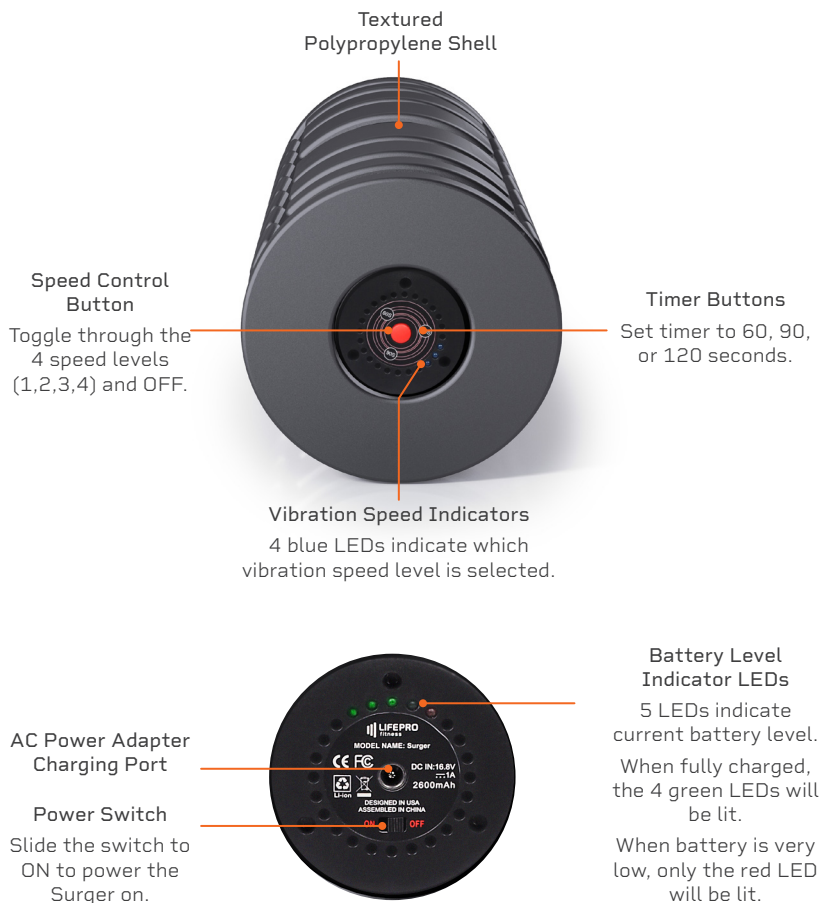 Textured
Polypropylene Shell
Speed Control
Button
Toggle through the
4 speed levels
(1,2,3,4) and OFF.
Timer Buttons
Set timer to 60, 90,
or 120 seconds.
Vibration Speed Indicators
4 blue LEDs indicate which
vibration speed level is selected.
AC Power Adapter
Charging Port
Power Switch
Slide the switch to
ON to power the
Surger on.
LIFEPRO
fitness
MODEL NAME: Surger
CE FC
DC IN:16.8V
1A
2600mAh
Li-ion
DESIGNED IN USA
ASSEMBLED IN CHINA
ON OFF
Battery Level
Indicator LEDs
5 LEDs indicate
current battery level.
When fully charged,
the 4 green LEDs will
be lit.
When battery is very
low, only the red LED
will be lit.